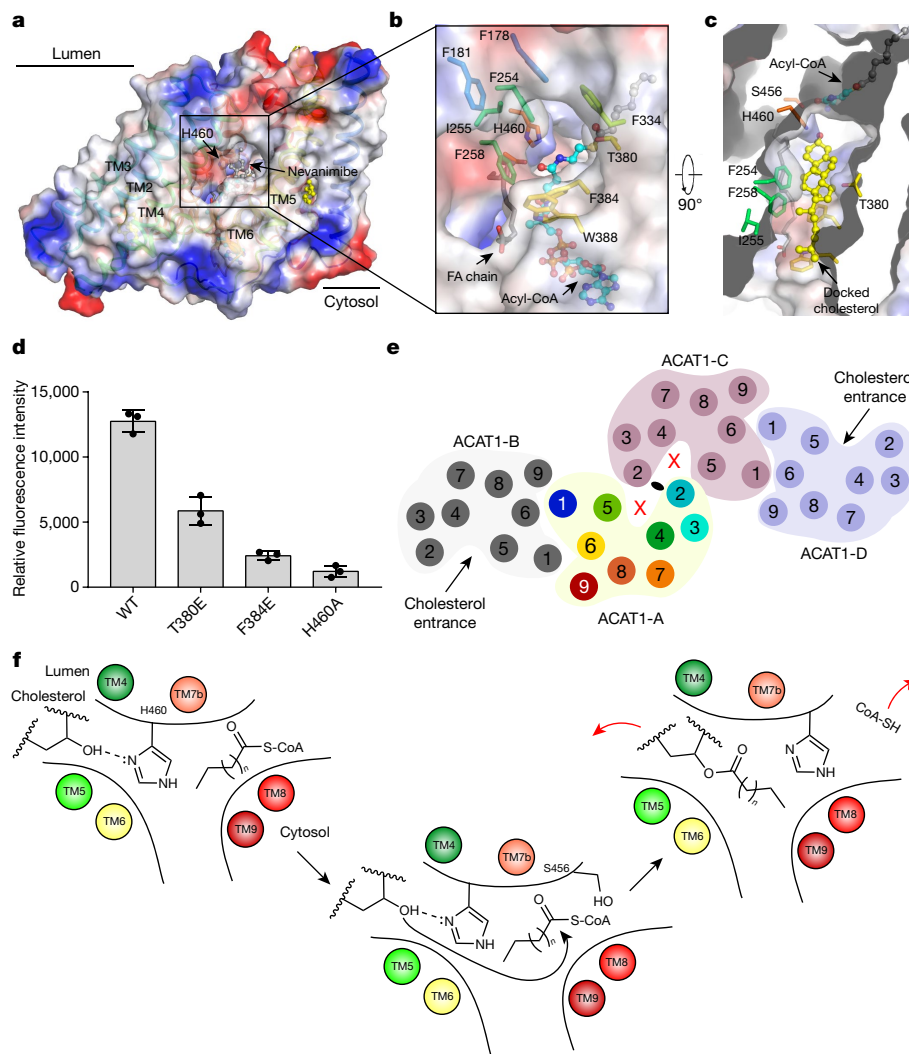 a
Lumen
H460
Nevanimibe
TM3
TM2
TM4
TM5
TM6
Cytosol
b
F178
F181
F254
I255
H460
F334
F258
T380
F384
W388
FA chain
Acyl-CoA
90°
c
Acyl-CoA
S456
H460
F254
F258
I255
T380
Docked
cholesterol
d
Relative fluorescence intensity
15,000
10,000
5,000
0
WT
T380E
F384E
H460A
e
ACAT1-C
7 8 9
3 4 6
2 X 5 1
Cholesterol
entrance
1 5 2
6 4 3
9 8 7
ACAT1-D
ACAT1-B
7 8 9
3 4 6
2 5 1
Cholesterol
entrance
1 5 X 2
6 4 3
9 8 7
ACAT1-A
f
Lumen
Cholesterol
TM4
TM7b
H460
OH
N
NH
O
S-CoA
n
TM5
TM6
TM8
TM9
Cytosol
TM4
TM7b
S456
HO
OH
:N
NH
O
S-CoA
n
TM5
TM6
TM8
TM9
TM4
TM7b
CoA-SH
O
O
n
N
NH
TM5
TM6
TM8
TM9